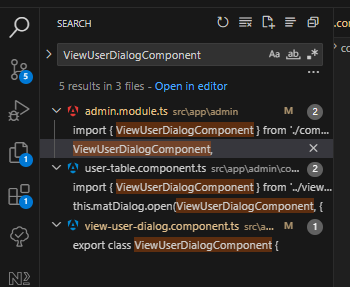 SEARCH
.com
co
ViewUserDialogComponent
Aa ab .*
5 results in 3 files - Open in editor
admin.module.ts src\app\admin 2
import { ViewUserDialogComponent } from './com...
ViewUserDialogComponent,
user-table.component.ts src\app\admin\co... 2
import { ViewUserDialogComponent } from '../view...
this.matDialog.open(ViewUserDialogComponent, {
view-user-dialog.component.ts src\a... M 1
export class ViewUserDialogComponent {
5
1
N